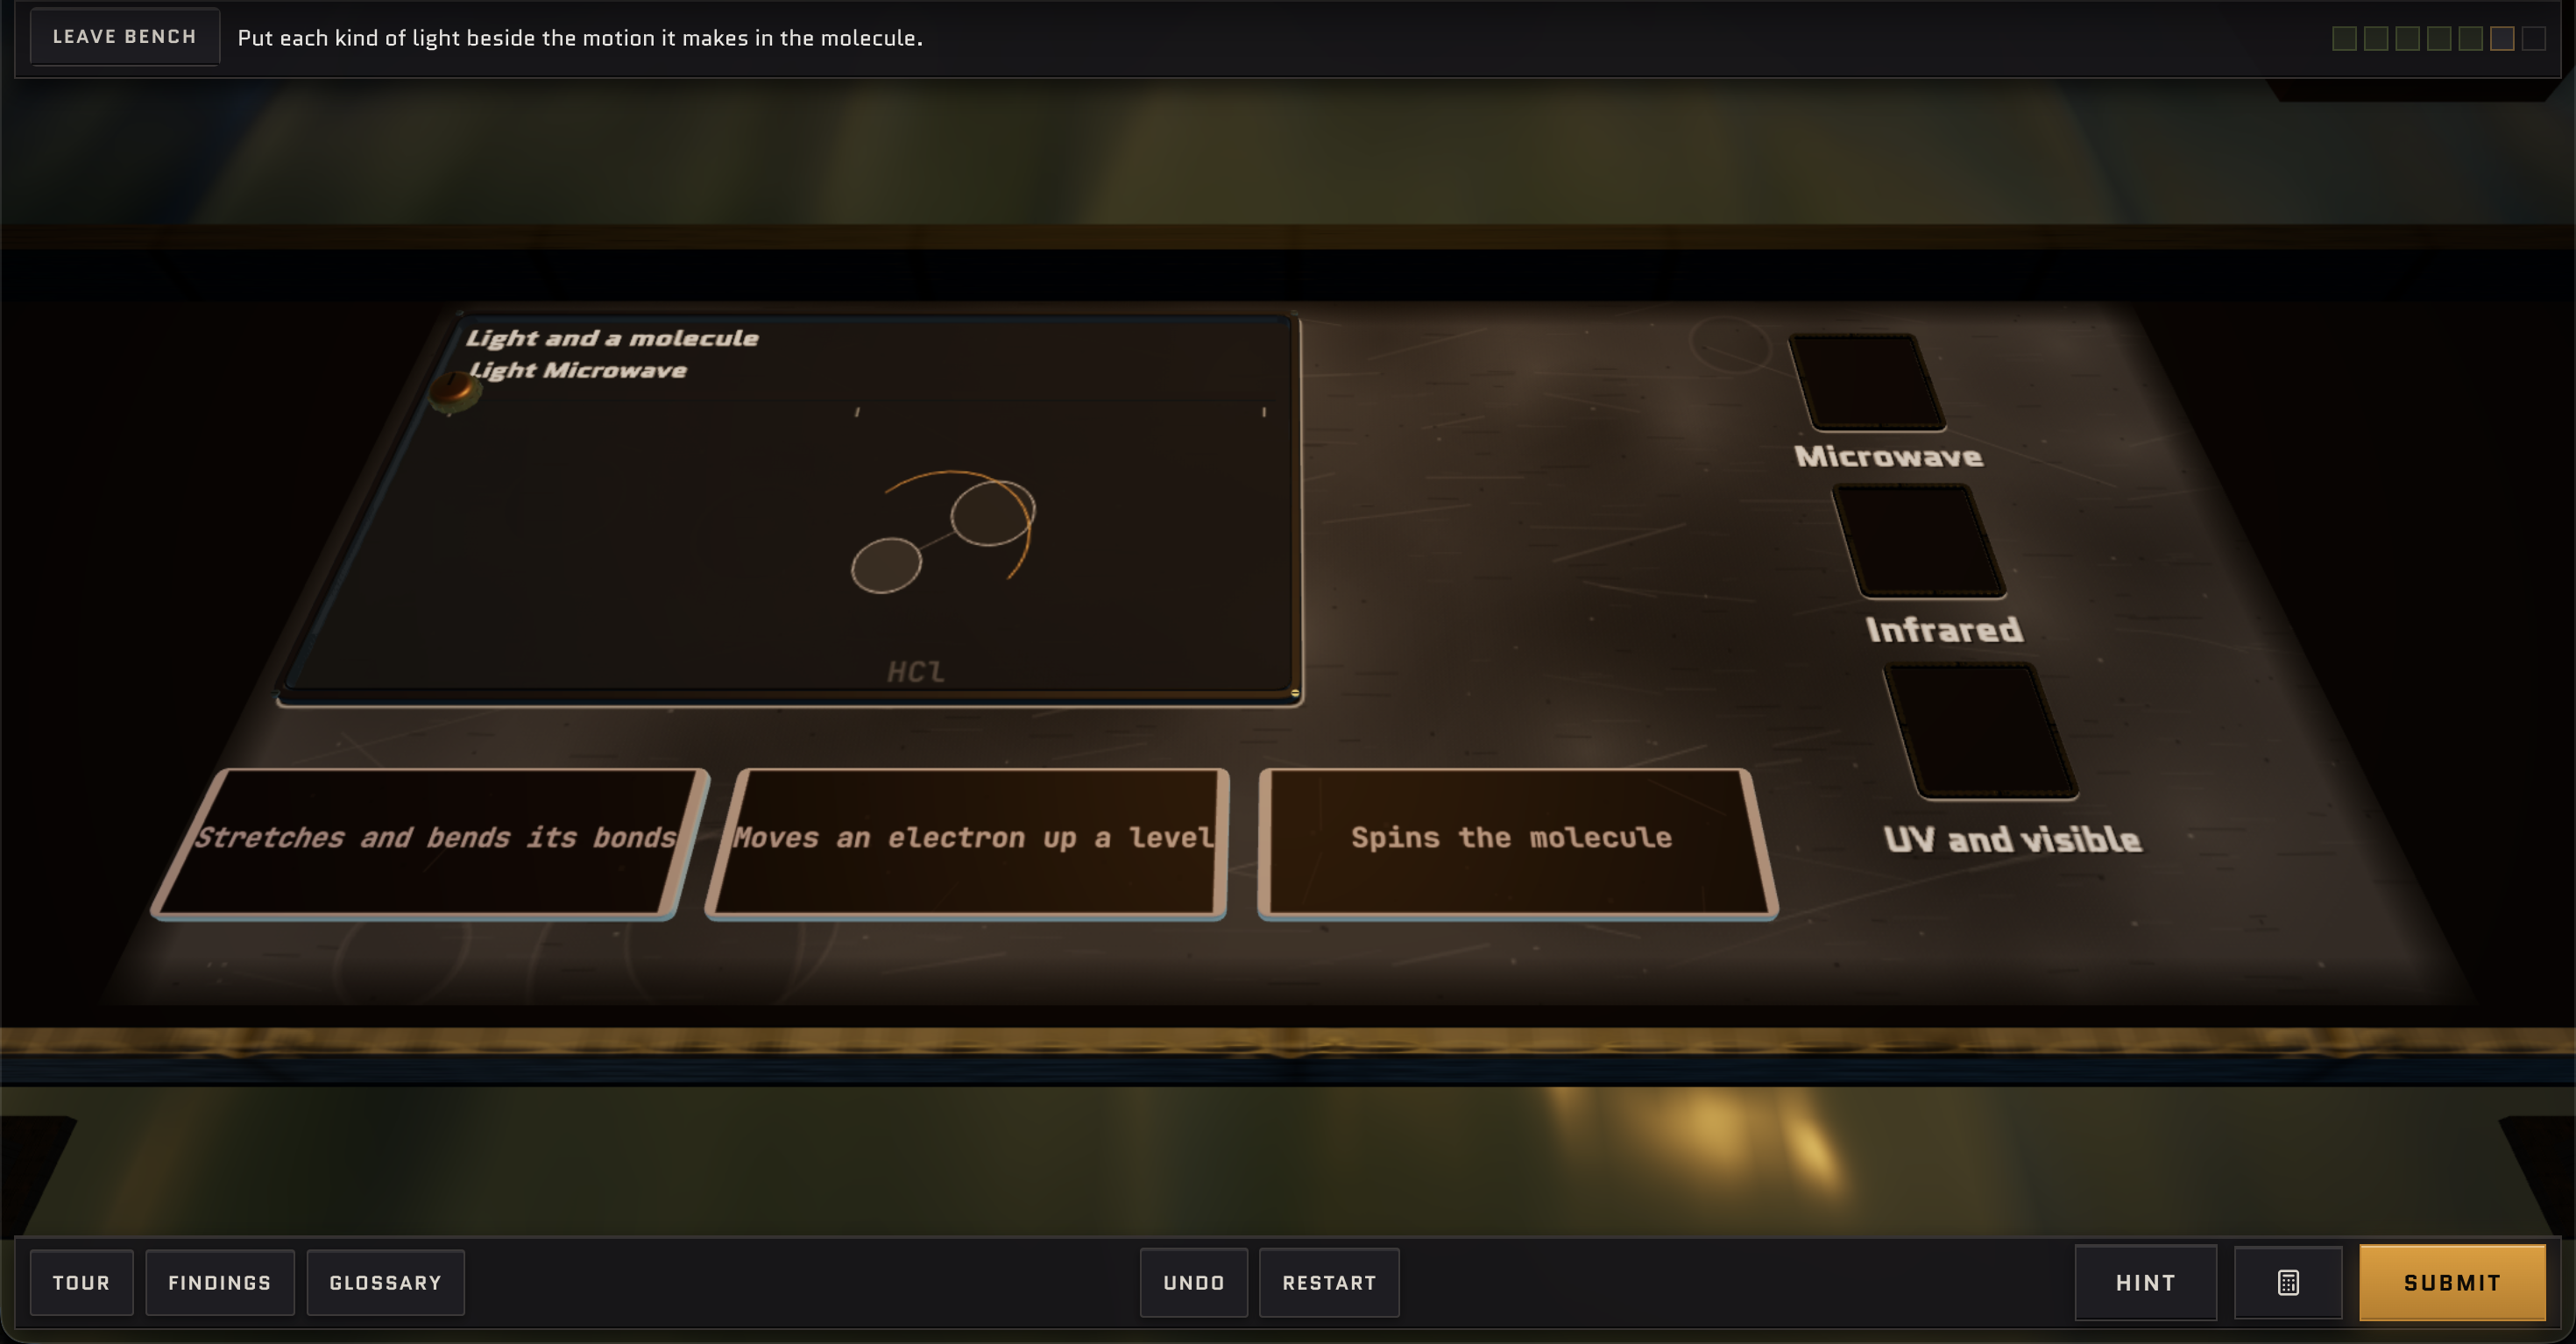 LEAVE BENCH
Put each kind of light beside the motion it makes in the molecule.
Light and a molecule
Light Microwave
HCl
Microwave
Infrared
UV and visible
Stretches and bends its bonds
Moves an electron up a level
Spins the molecule
TOUR
FINDINGS
GLOSSARY
UNDO
RESTART
HINT
SUBMIT